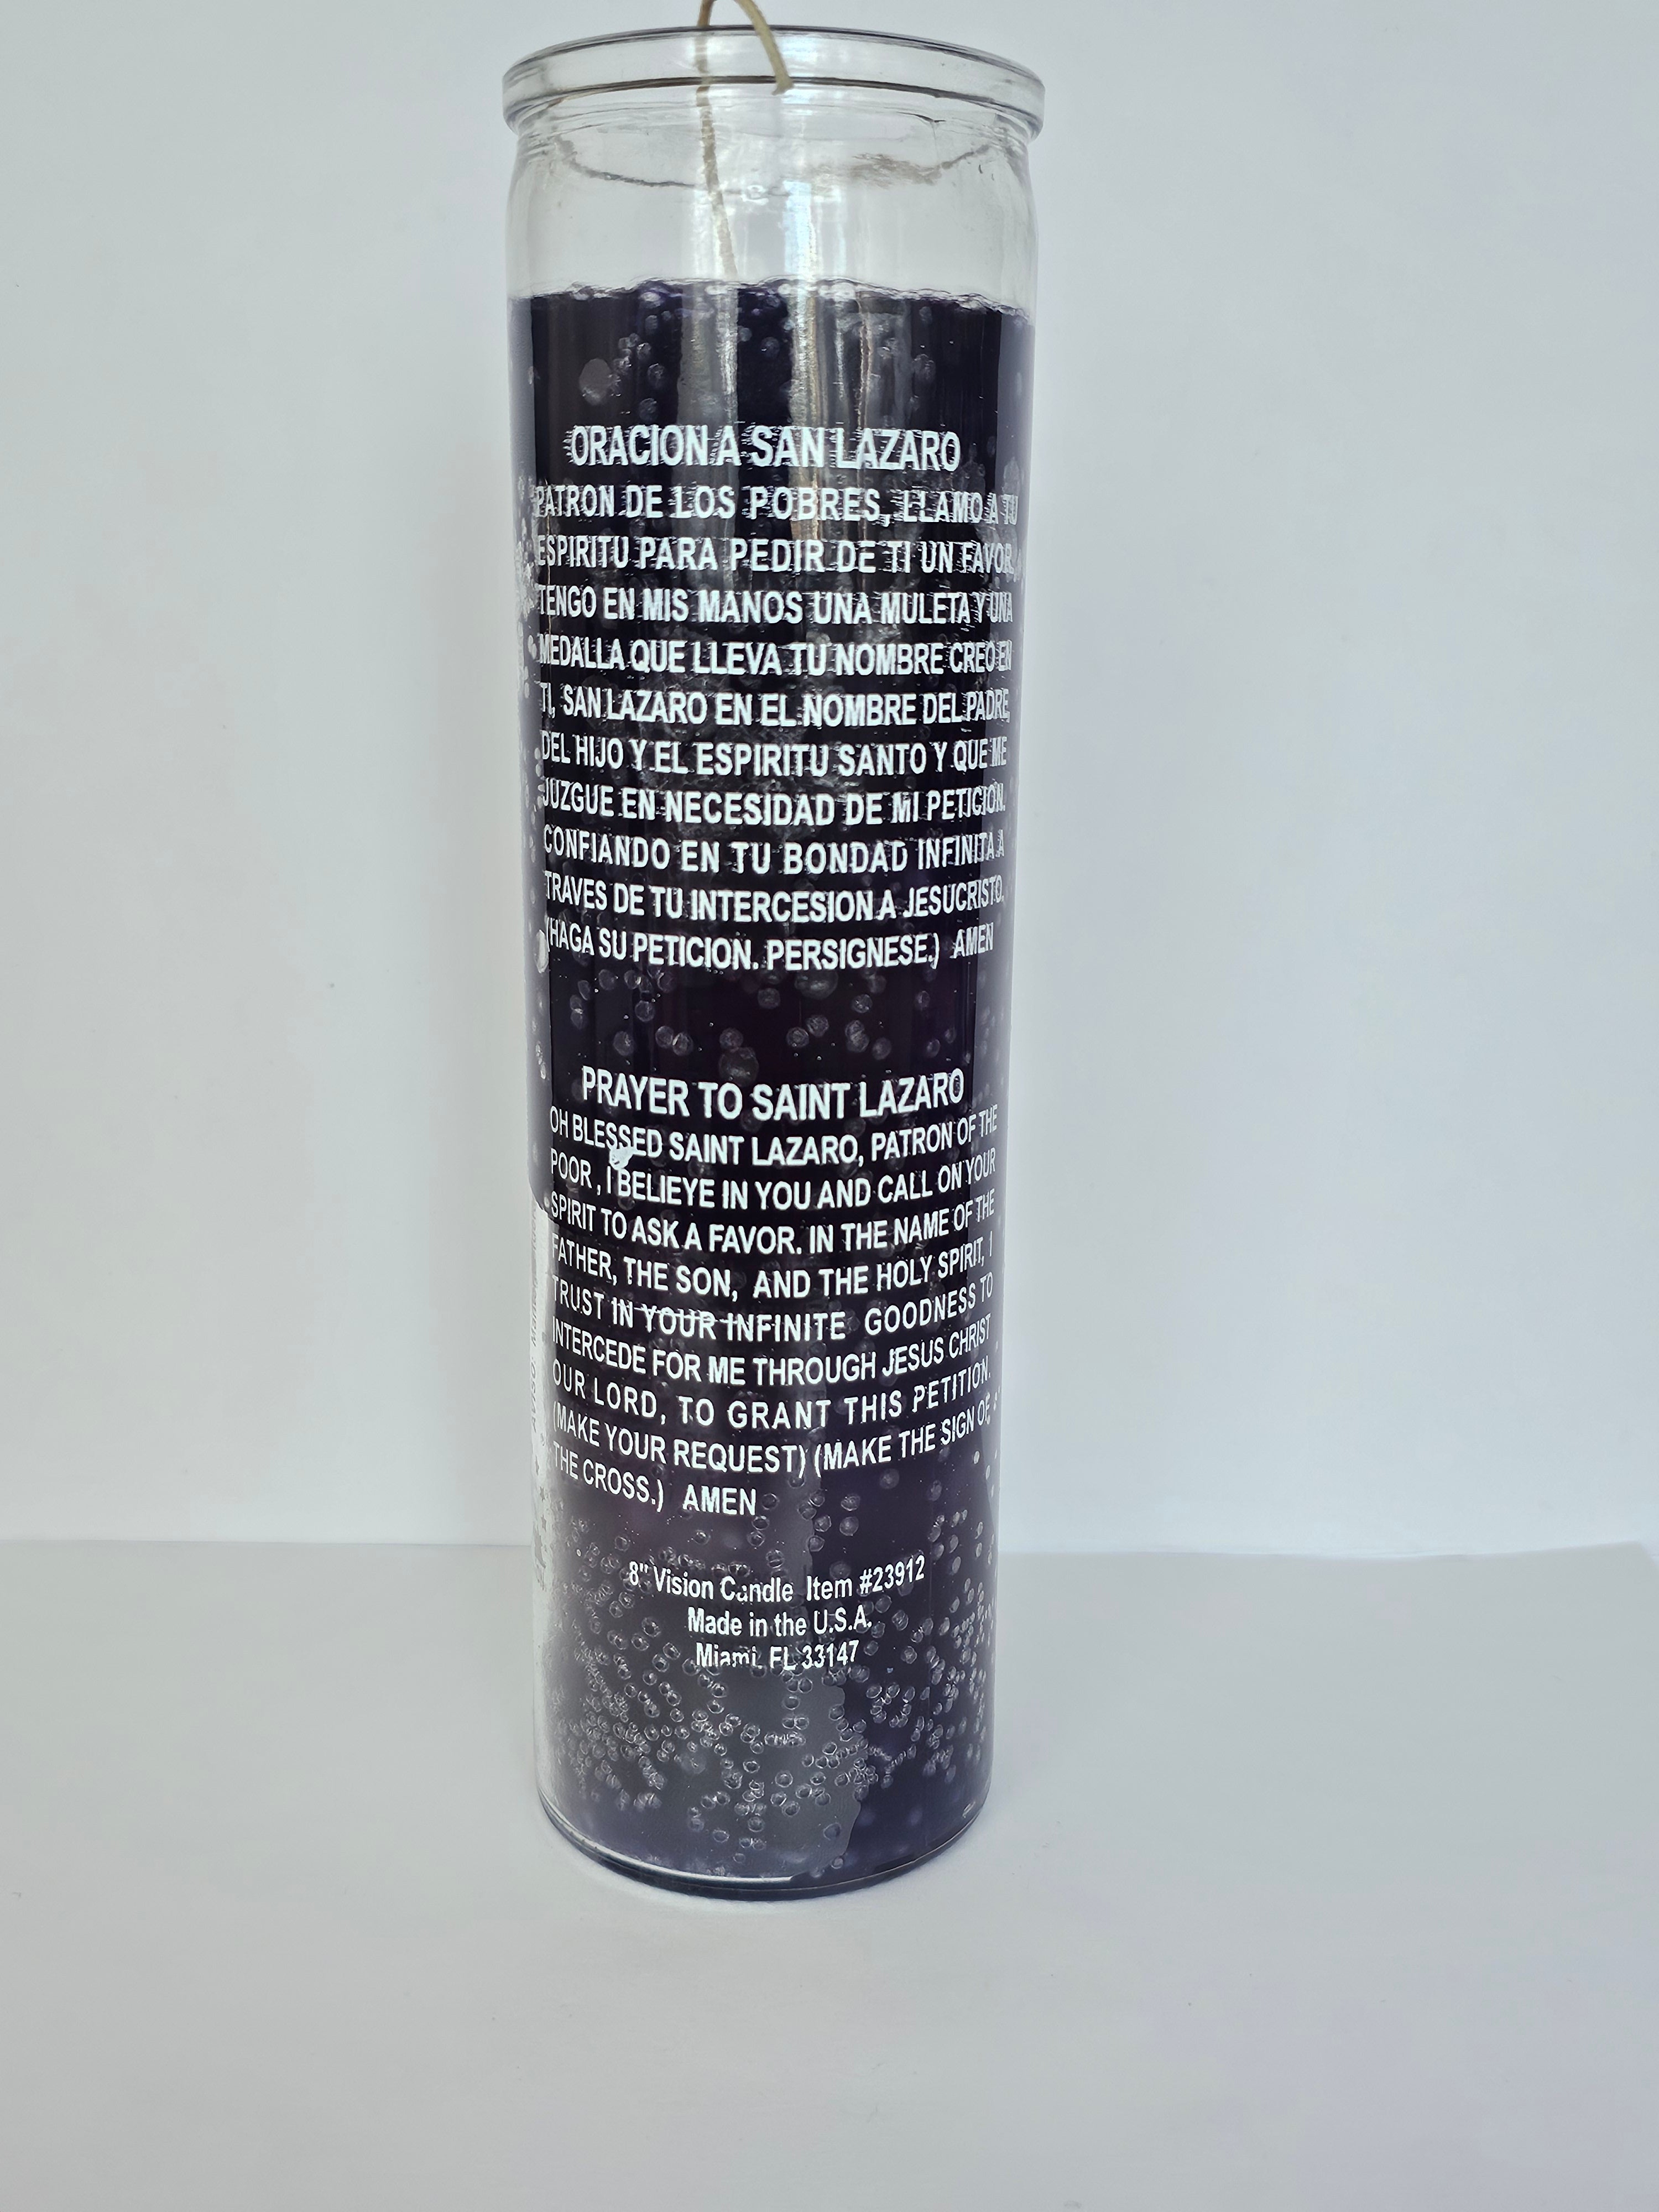 ORACION A SAN LAZARO
PATRON DE LOS POBRES, LLAMO A TU
ESPIRITU PARA PEDIR DE TI UN FAVOR.
TENGO EN MIS MANOS UNA MULETA Y UNA
MEDALLA QUE LLEVA TU NOMBRE CREO EN
TI, SAN LAZARO EN EL NOMBRE DEL PADRE,
DEL HIJO Y EL ESPIRITU SANTO Y QUE ME
JUZGUE EN NECESIDAD DE MI PETICION.
CONFIANDO EN TU BONDAD INFINITA A
TRAVES DE TU INTERCESION A JESUCRISTO.
(HAGA SU PETICION. PERSIGNESE.) AMEN
PRAYER TO SAINT LAZARO
OH BLESSED SAINT LAZARO, PATRON OF THE
POOR , I BELIEYE IN YOU AND CALL ON YOUR
SPIRIT TO ASK A FAVOR. IN THE NAME OF THE
FATHER, THE SON, AND THE HOLY SPIRIT, I
TRUST IN YOUR INFINITE GOODNESS TO
INTERCEDE FOR ME THROUGH JESUS CHRIST
OUR LORD, TO GRANT THIS PETITION.
(MAKE YOUR REQUEST) (MAKE THE SIGN OF
THE CROSS.) AMEN
8" Vision Candle Item #23912
Made in the U.S.A.
Miami, FL 33147